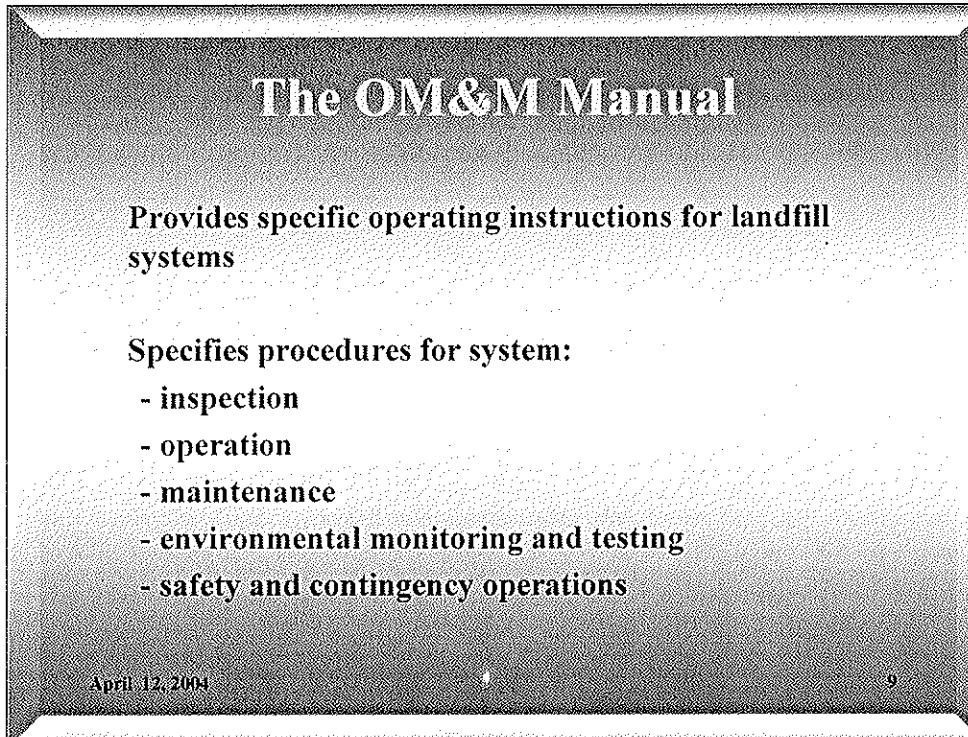 The OM&M Manual
Provides specific operating instructions for landfill
systems
Specifies procedures for system:
- inspection
- operation
- maintenance
- environmental monitoring and testing
- safety and contingency operations
April 12, 2004
9